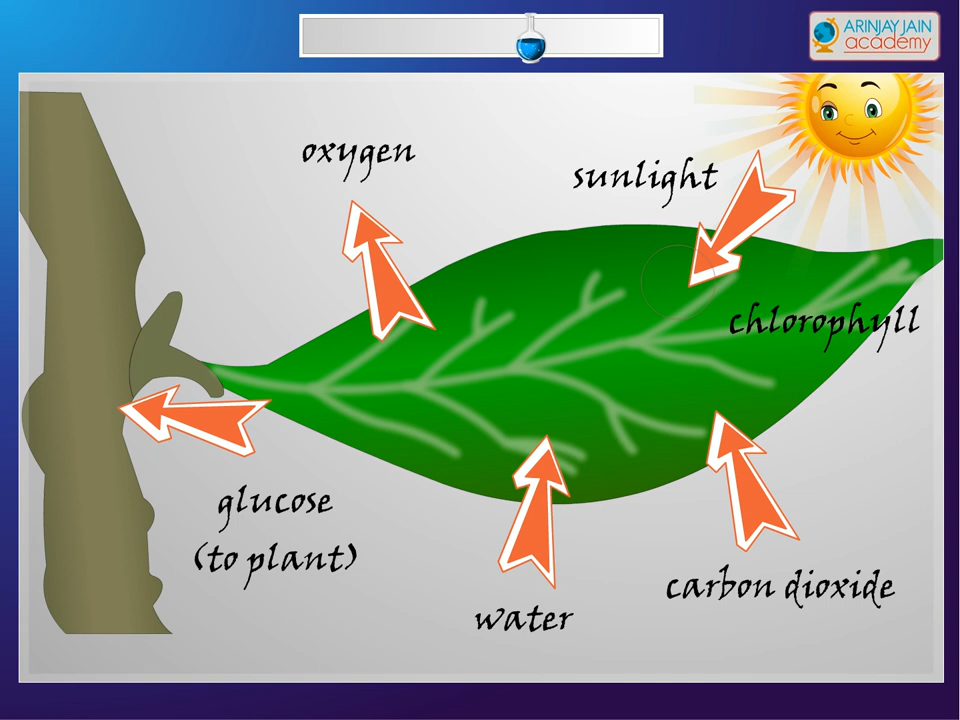 ARINJAY JAIN
academy
oxygen
sunlight
chlorophyll
glucose
(to plant)
water
carbon dioxide